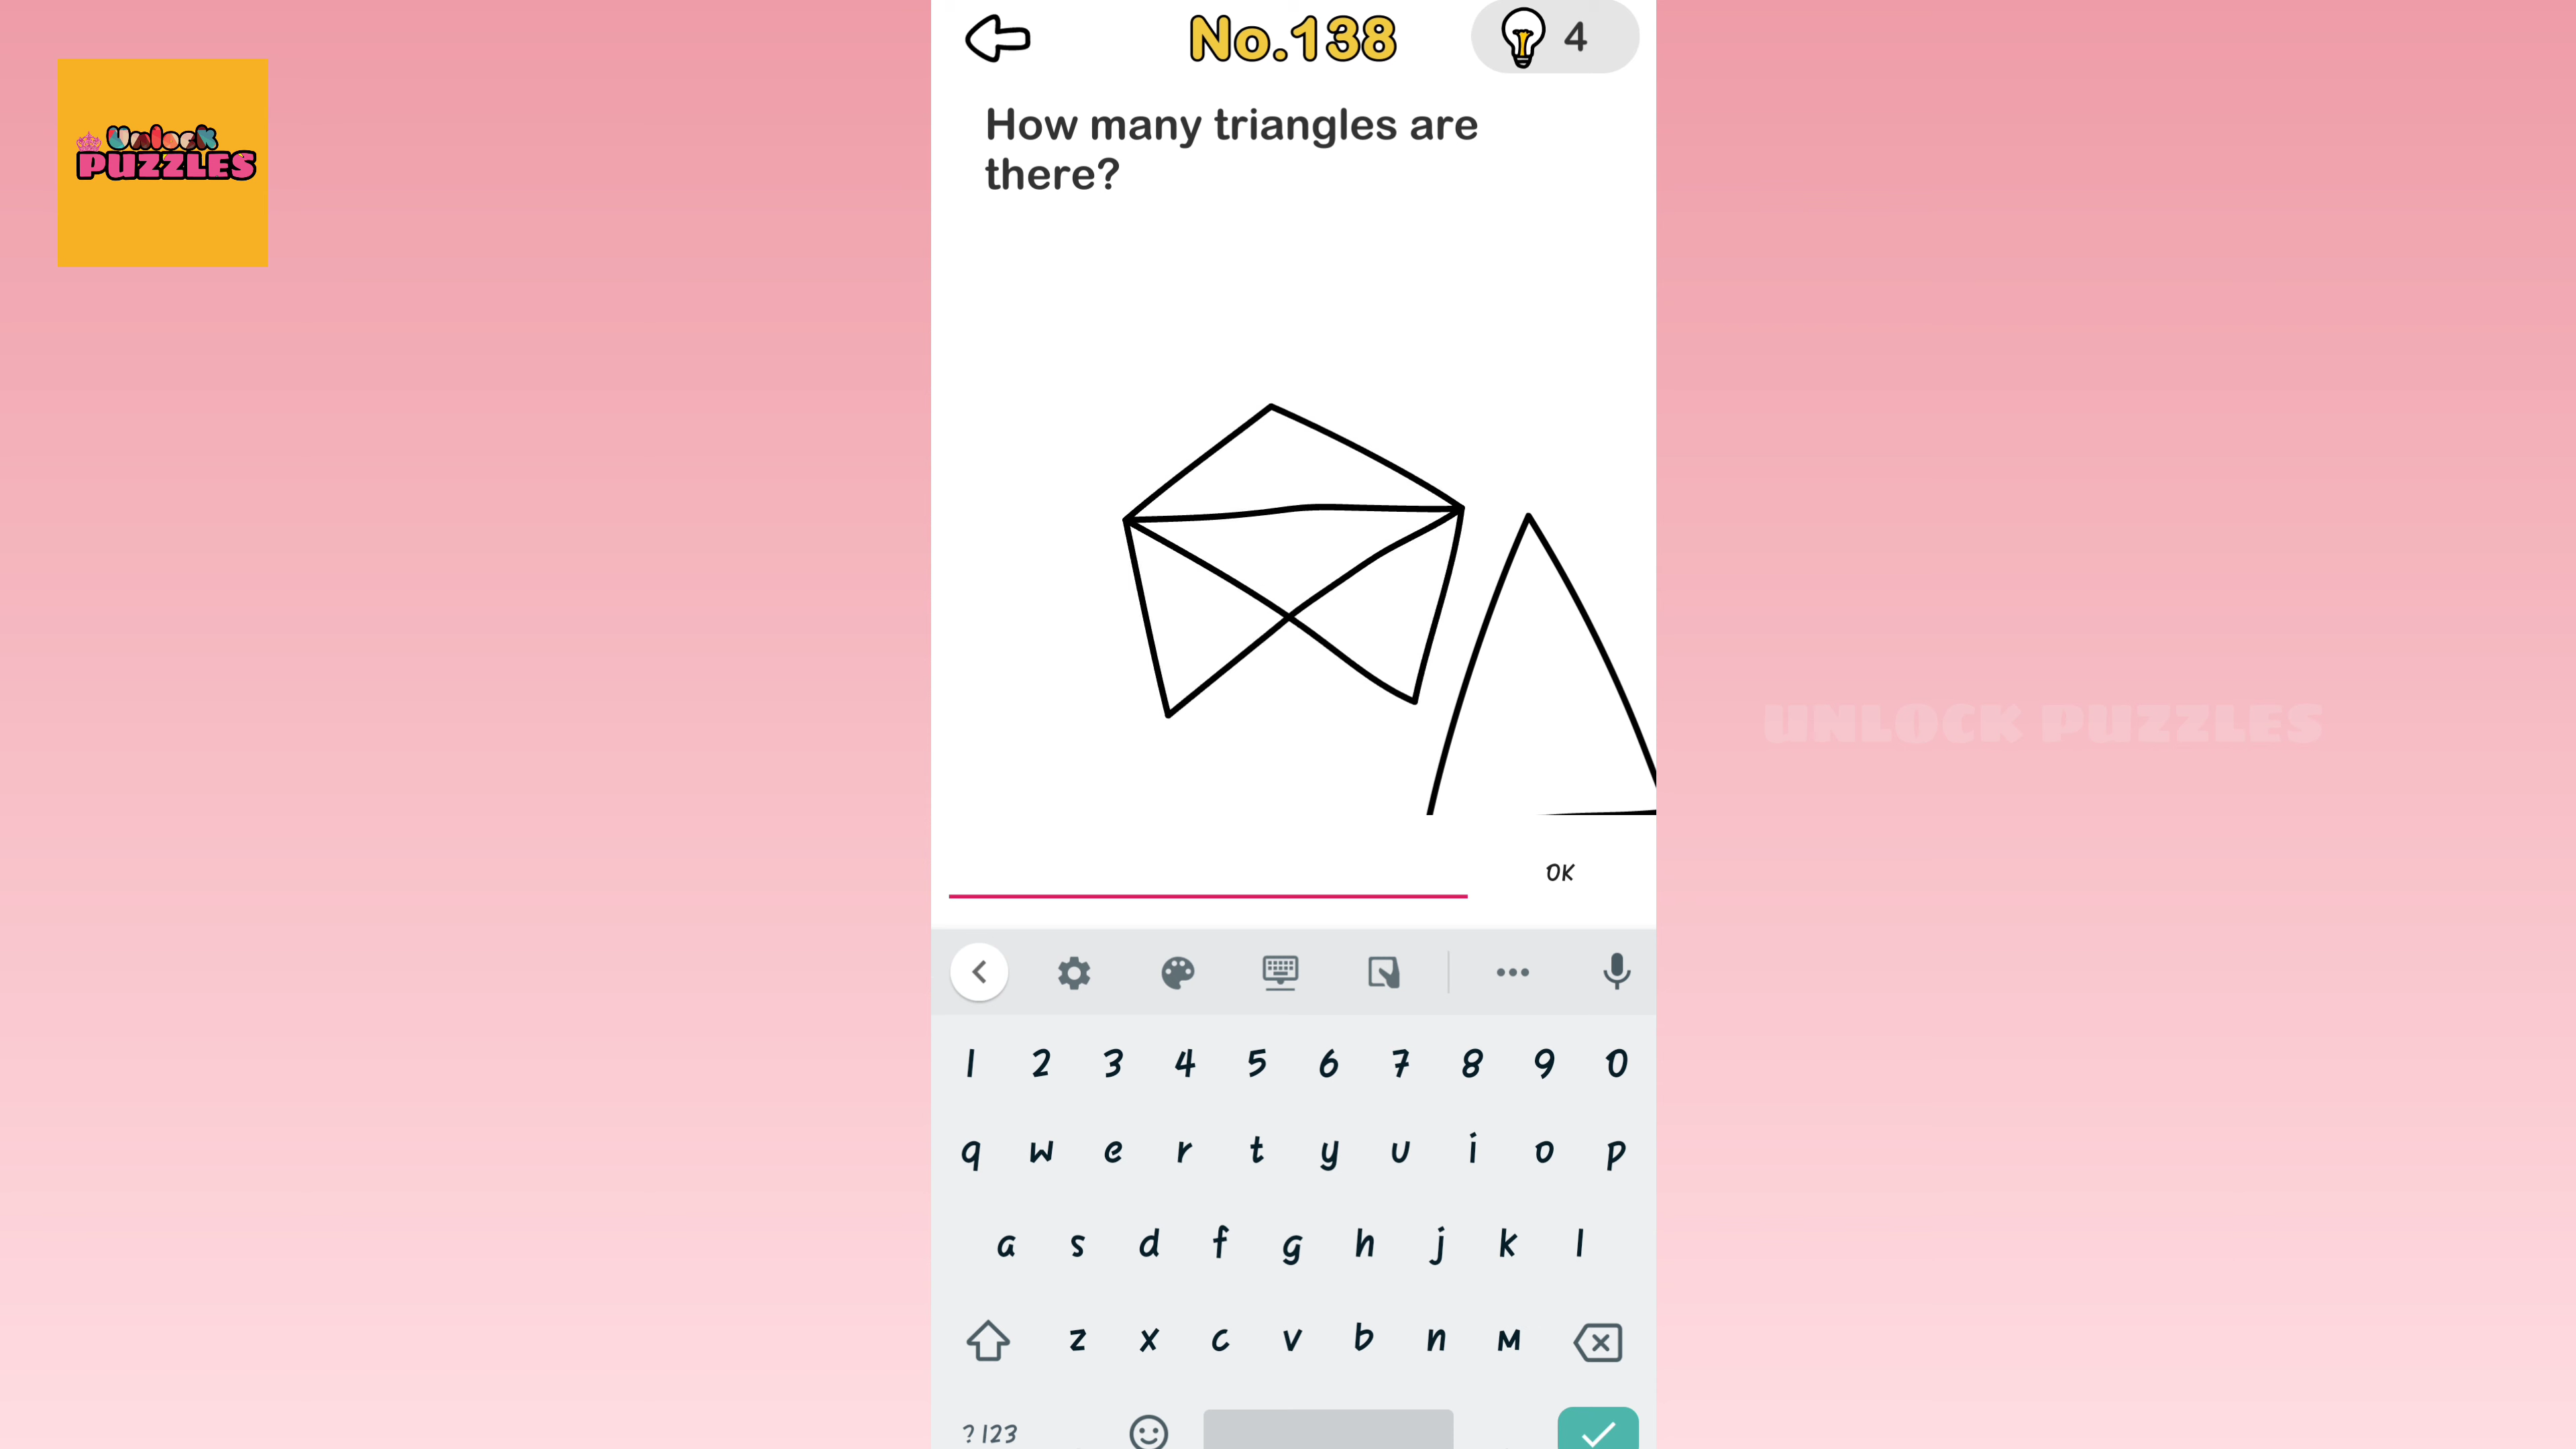 Unlock
PUZZLES
No.138
4
How many triangles are
there?
OK
1 2 3 4 5 6 7 8 9 0
q w e r t y u i o p
a s d f g h j k l
z x c v b n m
?123
UNLOCK PUZZLES